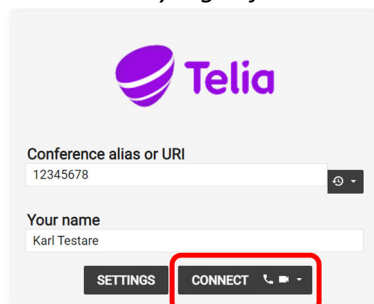 Telia
Conference alias or URI
12345678
Your name
Karl Testare
SETTINGS
CONNECT